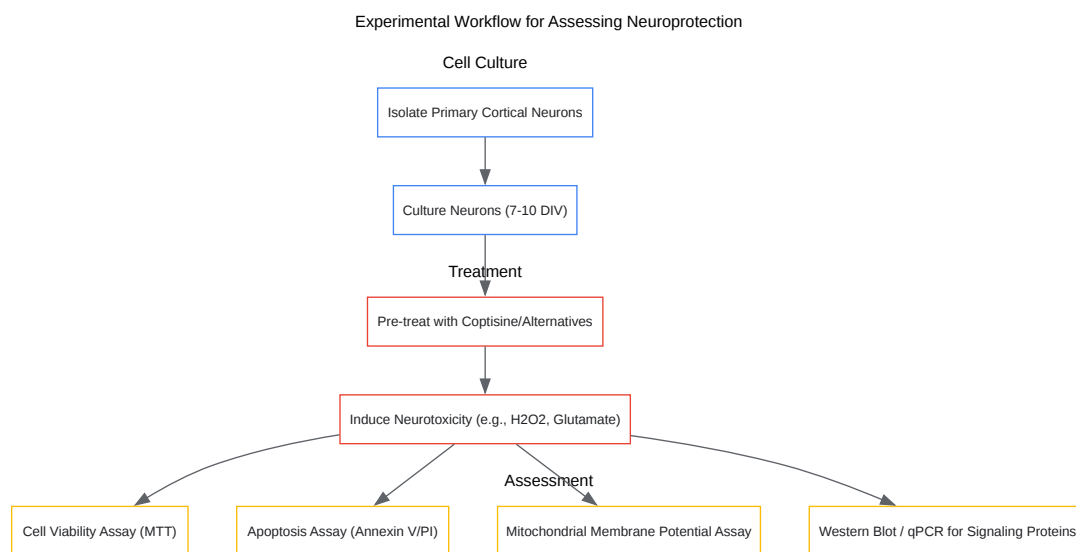 Experimental Workflow for Assessing Neuroprotection
Cell Culture
Isolate Primary Cortical Neurons
Culture Neurons (7-10 DIV)
Treatment
Pre-treat with Coptisine/Alternatives
Induce Neurotoxicity (e.g., H2O2, Glutamate)
Assessment
Cell Viability Assay (MTT)
Apoptosis Assay (Annexin V/PI)
Mitochondrial Membrane Potential Assay
Western Blot / qPCR for Signaling Proteins